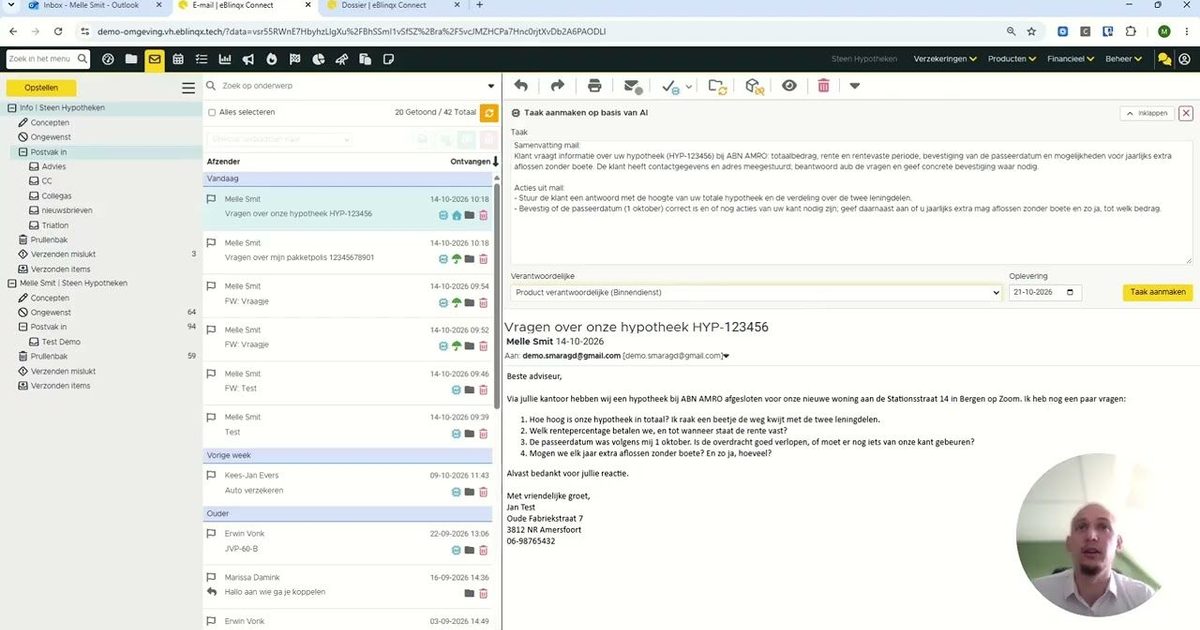 Inbox - Melle Smit - Outlook
E-mail | eBlinqx Connect
Dossier | eBlinqx Connect
demo-omgeving.vh.eblinqx.tech/?data=vsr55RWnE7HbyhzLIgXu%2FBhSSmI1vSfSZ%2Bra%2F5vcJMZHCPa7Hnc0rjtXvDb2A6PAODLI
Zoek in het menu
Steen Hypotheken
Verzekeringen
Producten
Financieel
Beheer
Opstellen
Info | Steen Hypotheken
Concepten
Ongewenst
Postvak in
Advies
CC
Collegas
nieuwsbrieven
Triation
Prullenbak
Verzenden mislukt 3
Verzonden items
Melle Smit | Steen Hypotheken
Concepten
Ongewenst 64
Postvak in 94
Test Demo
Prullenbak 59
Verzenden mislukt
Verzonden items
Zoek op onderwerp
Alles selecteren
20 Getoond / 42 Totaal
Afzender
Ontvangen
Vandaag
Melle Smit 14-10-2026 10:18
Vragen over onze hypotheek HYP-123456
Melle Smit 14-10-2026 10:18
Vragen over mijn pakketpolis 12345678901
Melle Smit 14-10-2026 09:54
FW: Vraagje
Melle Smit 14-10-2026 09:52
FW: Vraagje
Melle Smit 14-10-2026 09:46
FW: Test
Melle Smit 14-10-2026 09:39
Test
Vorige week
Kees-Jan Evers 09-10-2026 11:43
Auto verzekeren
Ouder
Erwin Vonk 22-09-2026 13:06
JVP-60-B
Marissa Damink 16-09-2026 14:36
Hallo aan wie ga je koppelen
Erwin Vonk 03-09-2026 14:49
Taak aanmaken op basis van AI
Inklappen
Taak
Samenvatting mail:
Klant vraagt informatie over uw hypotheek (HYP-123456) bij ABN AMRO: totaalbedrag, rente en rentevaste periode, bevestiging van de passeerdatum en mogelijkheden voor jaarlijks extra
aflossen zonder boete. De klant heeft contactgegevens en adres meegestuurd; beantwoord aub de vragen en geef concrete bevestiging waar nodig.
Acties uit mail:
- Stuur de klant een antwoord met de hoogte van uw totale hypotheek en de verdeling over de twee leningdelen.
- Bevestig of de passeerdatum (1 oktober) correct is en of nog acties van uw kant nodig zijn; geef daarnaast aan of u jaarlijks extra mag aflossen zonder boete en zo ja, tot welk bedrag.
Verantwoordelijke
Oplevering
Product verantwoordelijke (Binnendienst)
21-10-2026
Taak aanmaken
Vragen over onze hypotheek HYP-123456
Melle Smit 14-10-2026
Aan: demo.smaragd@gmail.com [demo.smaragd@gmail.com]
Beste adviseur,
Via jullie kantoor hebben wij een hypotheek bij ABN AMRO afgesloten voor onze nieuwe woning aan de Stationsstraat 14 in Bergen op Zoom. Ik heb nog een paar vragen:
1. Hoe hoog is onze hypotheek in totaal? Ik raak een beetje de weg kwijt met de twee leningdelen.
2. Welk rentepercentage betalen we, en tot wanneer staat de rente vast?
3. De passeerdatum was volgens mij 1 oktober. Is de overdracht goed verlopen, of moet er nog iets van onze kant gebeuren?
4. Mogen we elk jaar extra aflossen zonder boete? En zo ja, hoeveel?
Alvast bedankt voor jullie reactie.
Met vriendelijke groet,
Jan Test
Oude Fabriekstraat 7
3812 NR Amersfoort
06-98765432